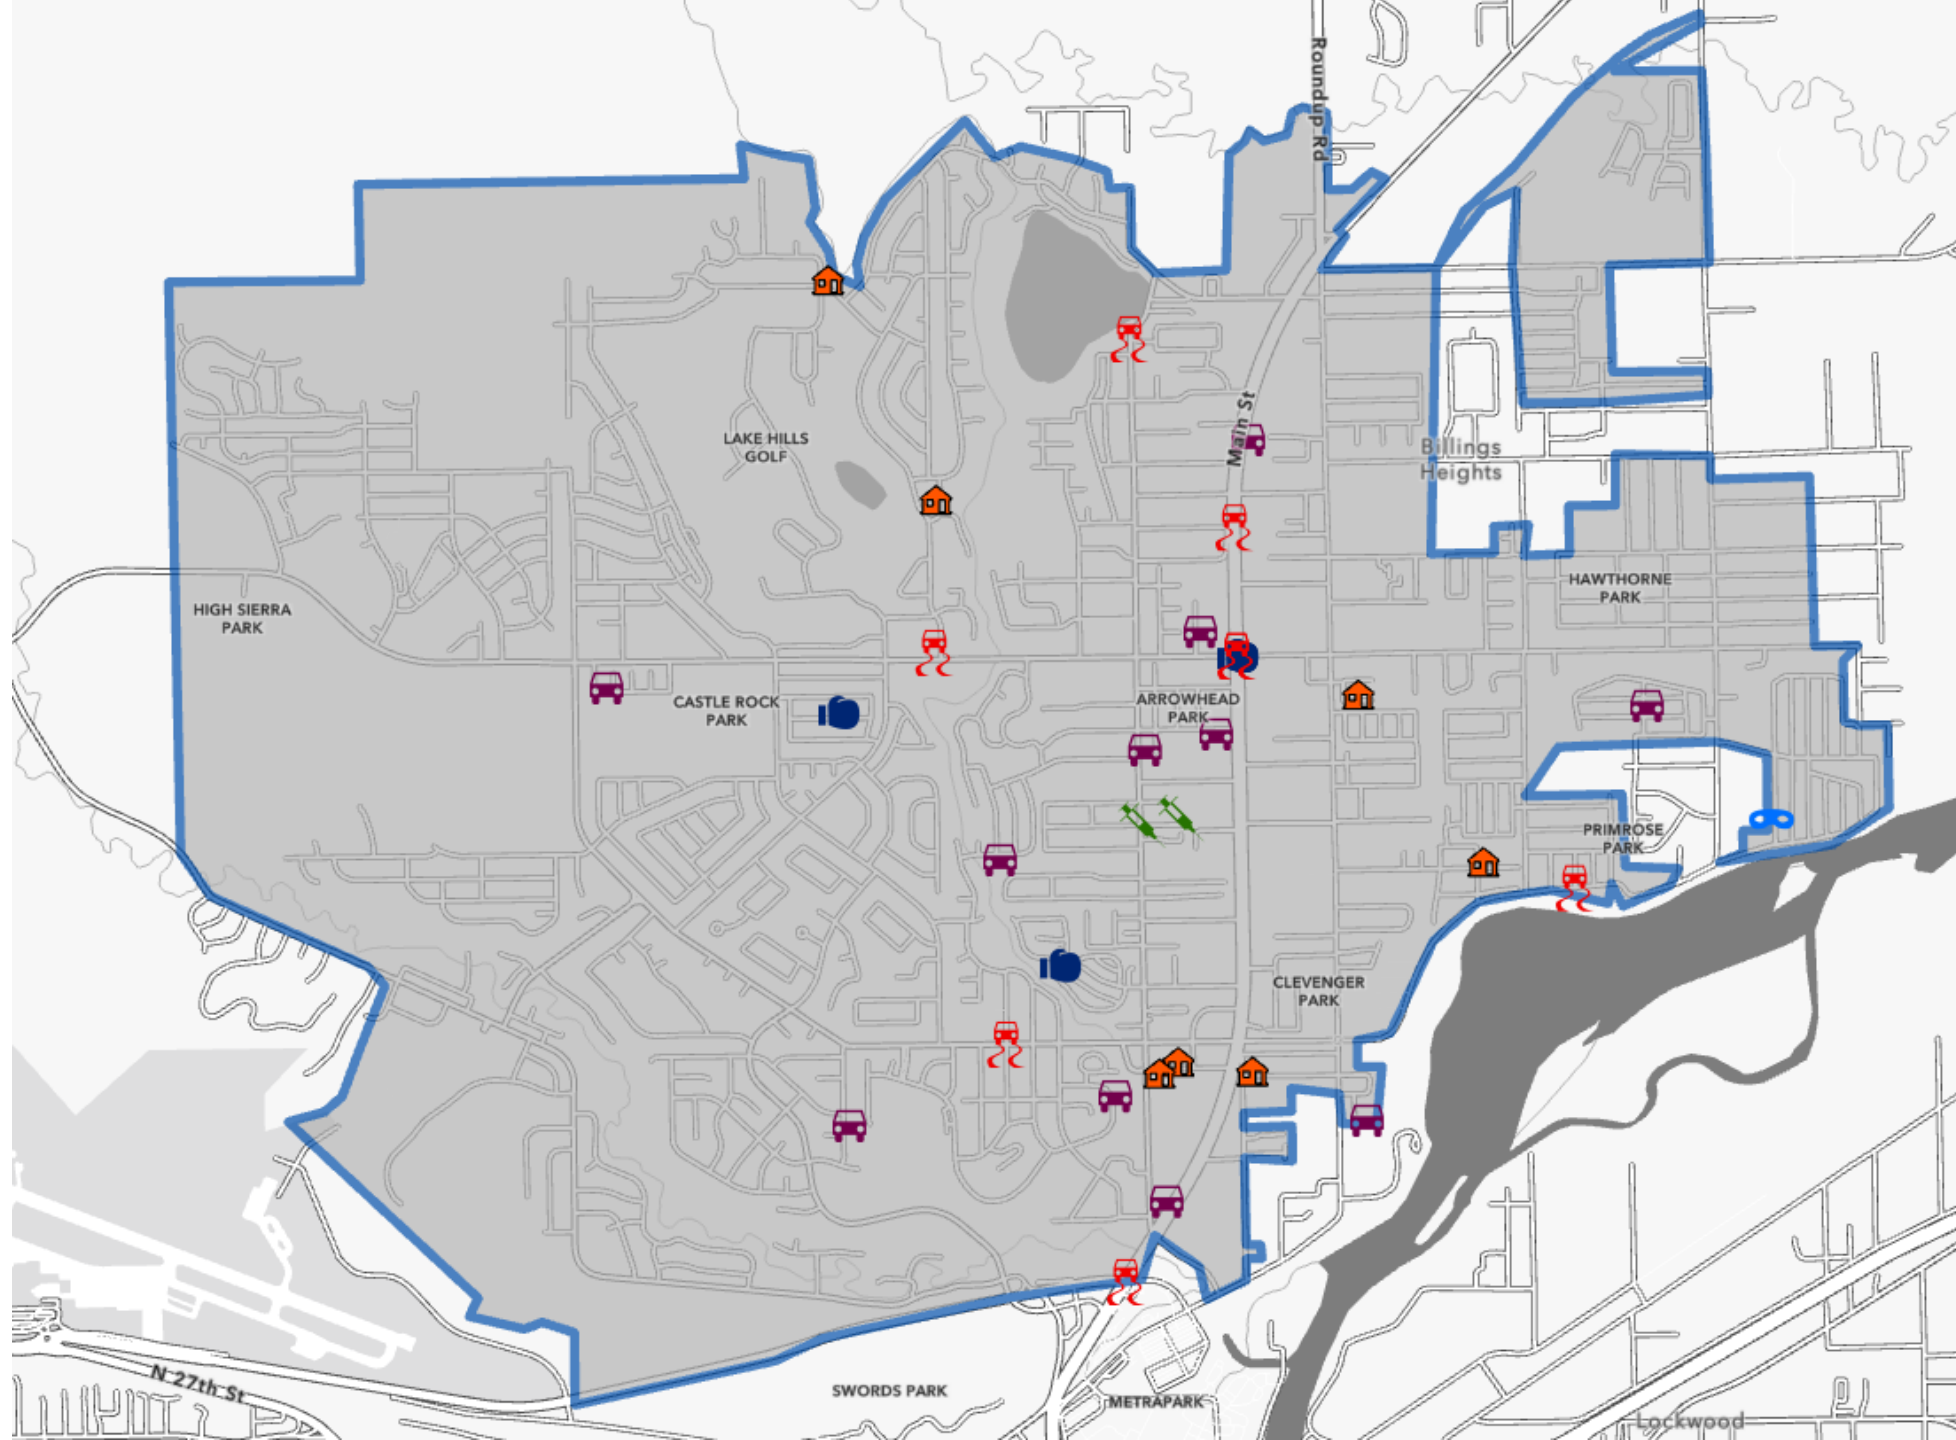 Roundup Rd
Main St
LAKE HILLS
GOLF
Billings
Heights
HAWTHORNE
PARK
HIGH SIERRA
PARK
CASTLE ROCK
PARK
ARROWHEAD
PARK
PRIMROSE
PARK
CLEVENGER
PARK
N 27th St
SWORDS PARK
METRAPARK
Lockwood